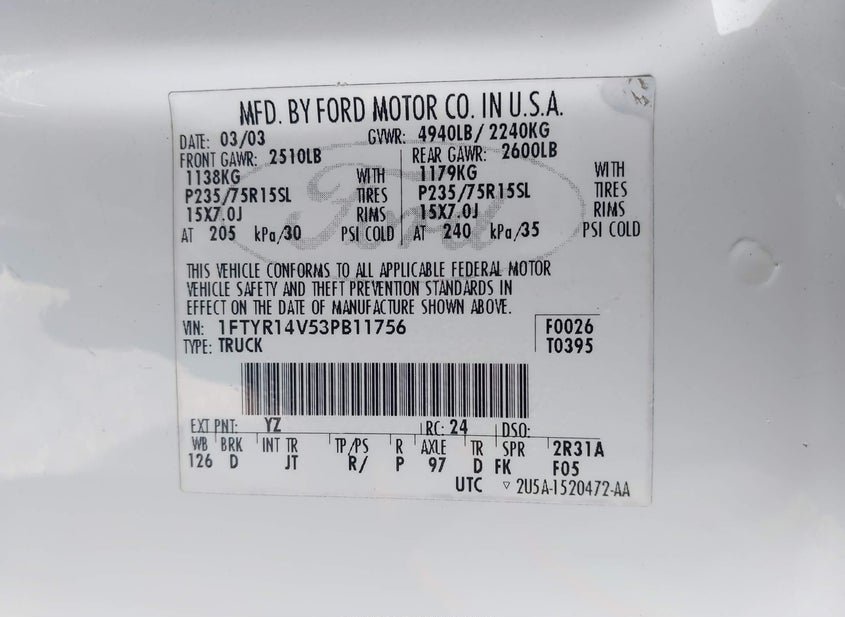 MFD. BY FORD MOTOR CO. IN U.S.A.
DATE: 03/03 GVWR: 4940LB/ 2240KG
FRONT GAWR: 2510LB REAR GAWR: 2600LB
1138KG WITH 1179KG WITH
P235/75R15SL TIRES P235/75R15SL TIRES
15X7.0J RIMS 15X7.0J RIMS
AT 205 kPa/30 PSI COLD AT 240 kPa/35 PSI COLD
Ford
THIS VEHICLE CONFORMS TO ALL APPLICABLE FEDERAL MOTOR
VEHICLE SAFETY AND THEFT PREVENTION STANDARDS IN
EFFECT ON THE DATE OF MANUFACTURE SHOWN ABOVE.
VIN: 1FTYR14V53PB11756 F0026
TYPE: TRUCK T0395
EXT PNT: YZ RC: 24 DSO:
WB BRK INT TR TP/PS R AXLE TR SPR 2R31A
126 D JT R/ P 97 D FK F05
UTC ▽ 2U5A-1520472-AA